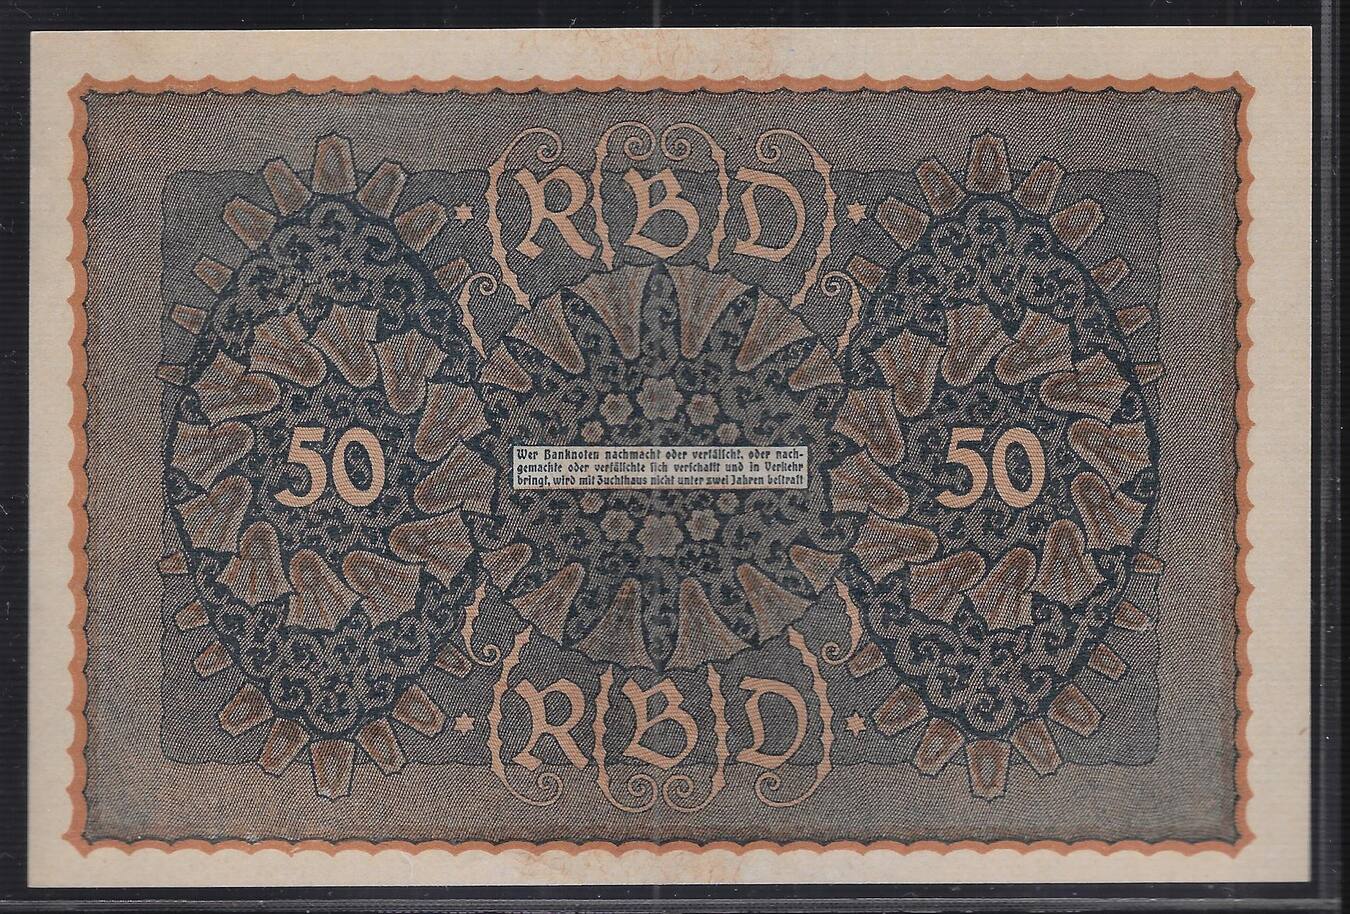 RBD
50
50
Wer Banknoten nachmacht oder verfälscht, oder nach-
gemachte oder verfälschte sich verschafft und in Verkehr
bringt, wird mit Zuchthaus nicht unter zwei Jahren bestraft
RBD